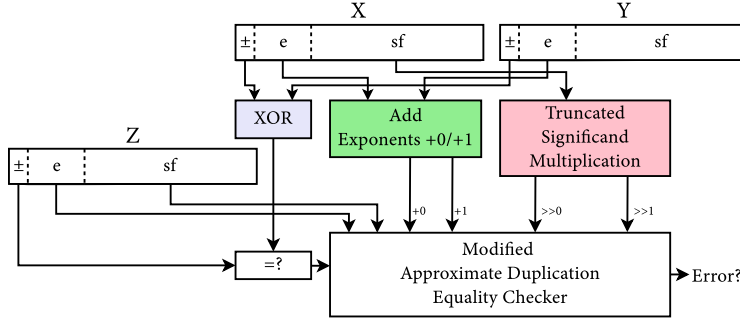 X
Y
± e sf
± e sf
XOR
Add
Exponents +0/+1
Truncated
Significand
Multiplication
Z
± e sf
+0
+1
>>0
>>1
=?
Modified
Approximate Duplication
Equality Checker
Error?